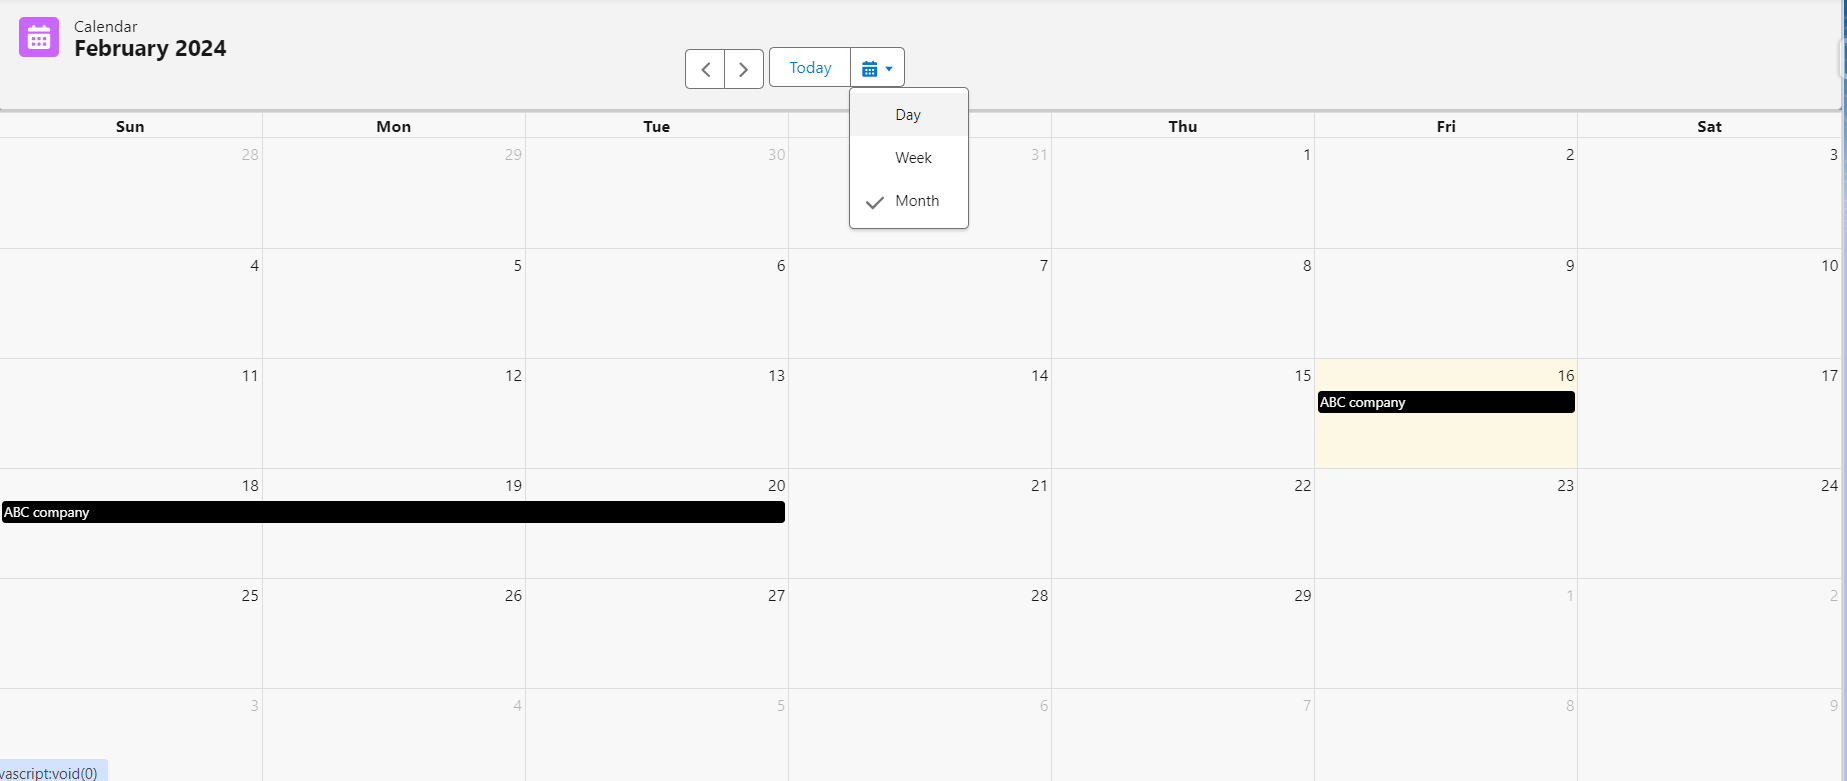 Calendar
February 2024
Today
Day
Week
Month
Sun Mon Tue Thu Fri Sat
28 29 30 31 1 2 3
4 5 6 7 8 9 10
11 12 13 14 15 16 17
ABC company
18 19 20 21 22 23 24
ABC company
25 26 27 28 29 1 2
3 4 5 6 7 8 9
vascript:void(0)